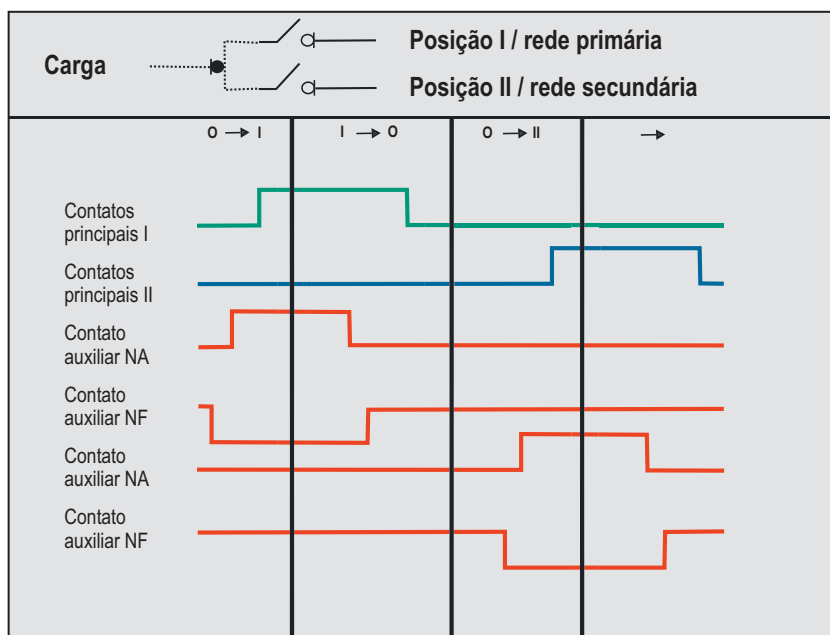 Carga
Posição I / rede primária
Posição II / rede secundária
0 → I
I → 0
0 → II
→
Contatos
principais I
Contatos
principais II
Contato
auxiliar NA
Contato
auxiliar NF
Contato
auxiliar NA
Contato
auxiliar NF